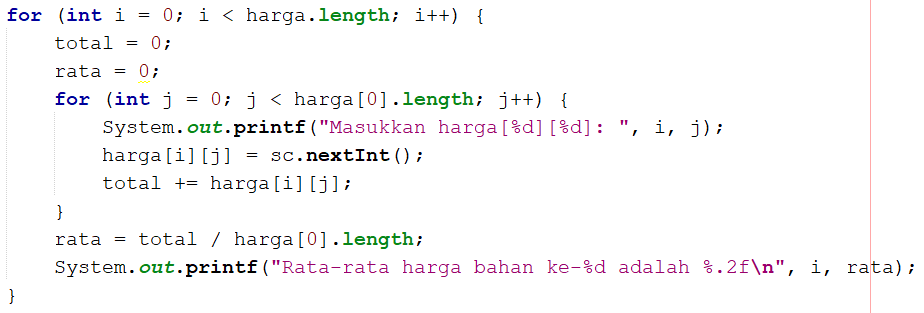 for (int i = 0; i < harga.length; i++) {
    total = 0;
    rata = 0;
    for (int j = 0; j < harga[0].length; j++) {
        System.out.printf("Masukkan harga[%d][%d]: ", i, j);
        harga[i][j] = sc.nextInt();
        total += harga[i][j];
    }
    rata = total / harga[0].length;
    System.out.printf("Rata-rata harga bahan ke-%d adalah %.2f\n", i, rata);
}